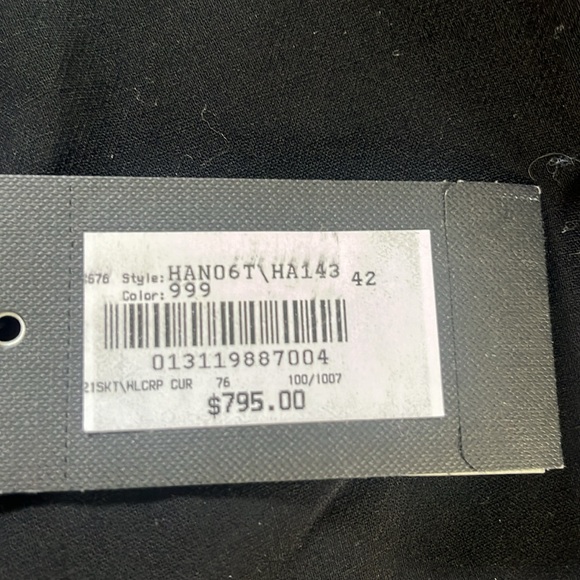 Style: HAN06T\HA143 42
Color: 999
013119887004
21SKT\HLCRP CUR 76 100/1007
$795.00